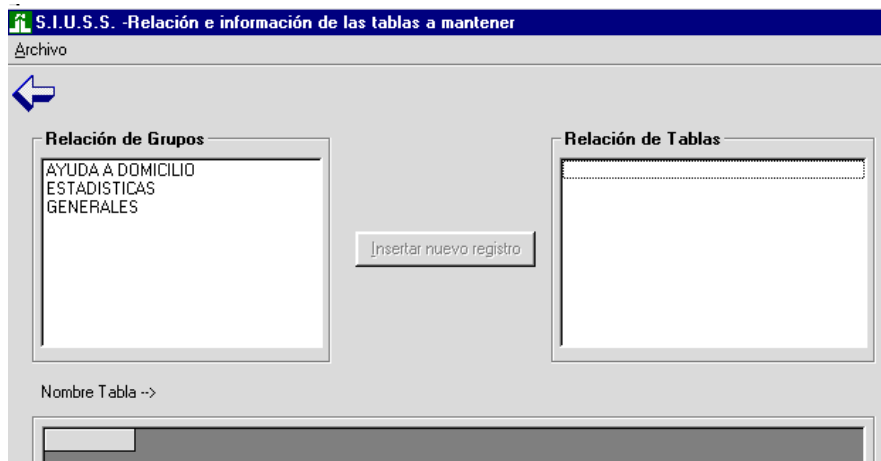 S.I.U.S.S. -Relación e información de las tablas a mantener
Archivo
Relación de Grupos
AYUDA A DOMICILIO
ESTADISTICAS
GENERALES
Insertar nuevo registro
Relación de Tablas
Nombre Tabla -->